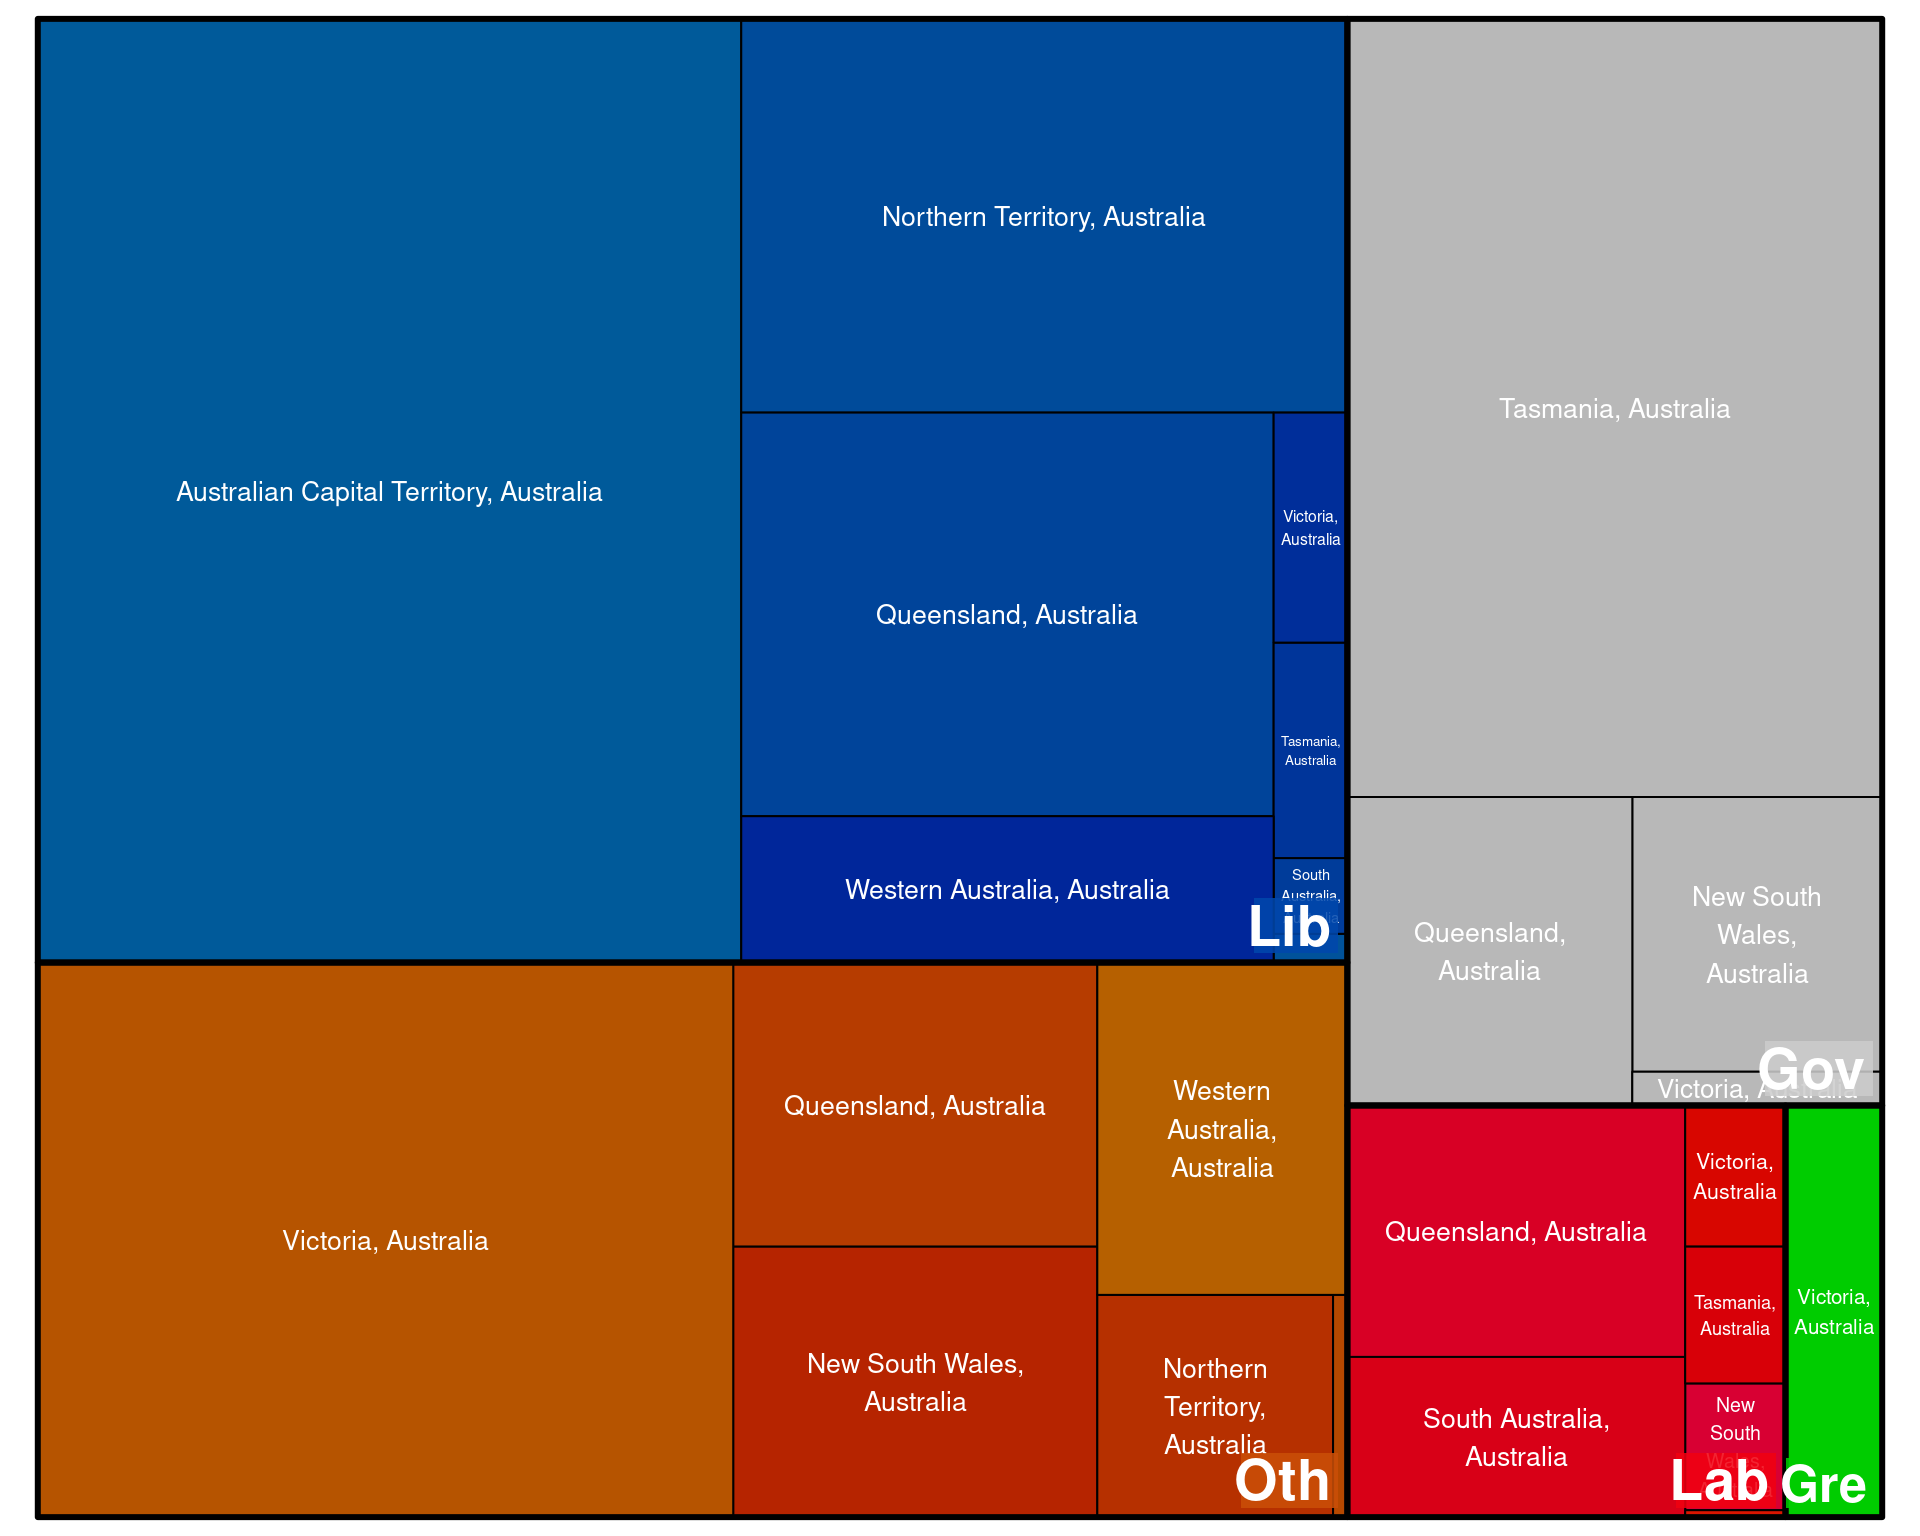 Australian Capital Territory, Australia
Northern Territory, Australia
Queensland, Australia
Victoria,
Australia
Tasmania,
Australia
Western Australia, Australia
South
Australia,
Lib
Tasmania, Australia
Queensland,
Australia
New South
Wales,
Australia
Victoria, Australia
Gov
Victoria, Australia
Queensland, Australia
New South Wales,
Australia
Western
Australia,
Australia
Northern
Territory,
Australia
Oth
Queensland, Australia
South Australia,
Australia
Victoria,
Australia
Tasmania,
Australia
New
South
Wales,
Lab
Victoria,
Australia
Gre